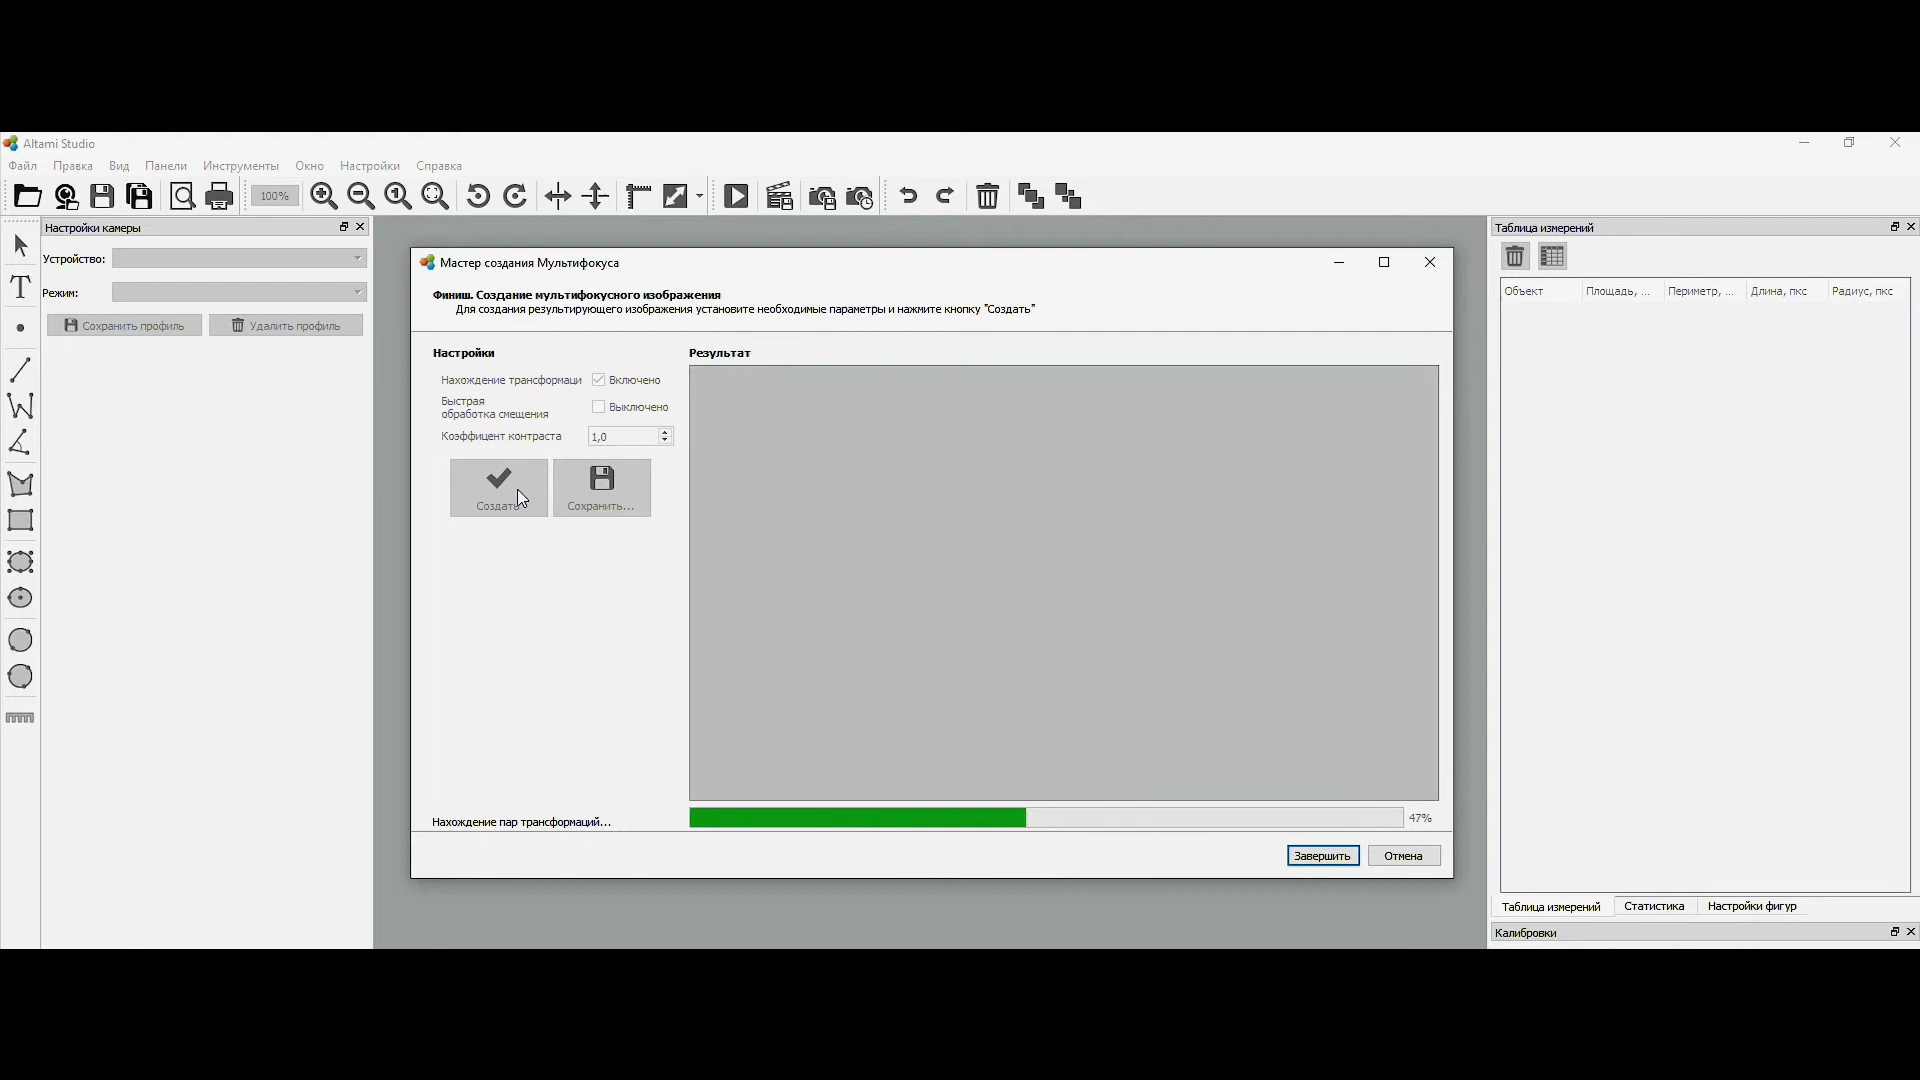 Altami Studio
Файл Правка Вид Панели Инструменты Окно Настройки Справка
100%
Настройки камеры
Устройство:
Режим:
Сохранить профиль Удалить профиль
Мастер создания Мультифокуса
Финиш. Создание мультифокусного изображения
Для создания результирующего изображения установите необходимые параметры и нажмите кнопку "Создать"
Настройки
Нахождение трансформаци Включено
Быстрая
обработка смещения Выключено
Коэффицент контраста 1,0
Создать Сохранить...
Результат
Нахождение пар трансформаций... 47%
Завершить Отмена
Таблица измерений
Объект Площадь, ... Периметр, ... Длина, пкс Радиус, пкс
Таблица измерений Статистика Настройки фигур
Калибровки